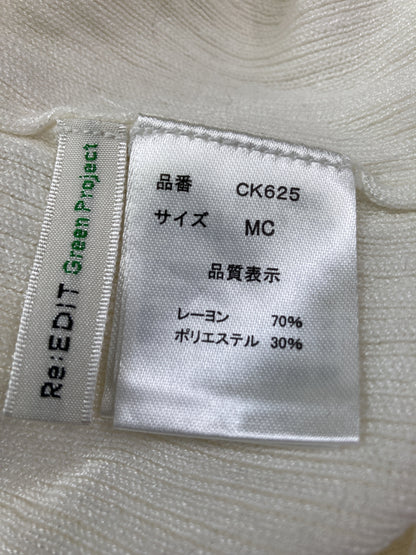 Re:EDIT Green Project
品番 CK625
サイズ MC
品質表示
レーヨン 70%
ポリエステル 30%